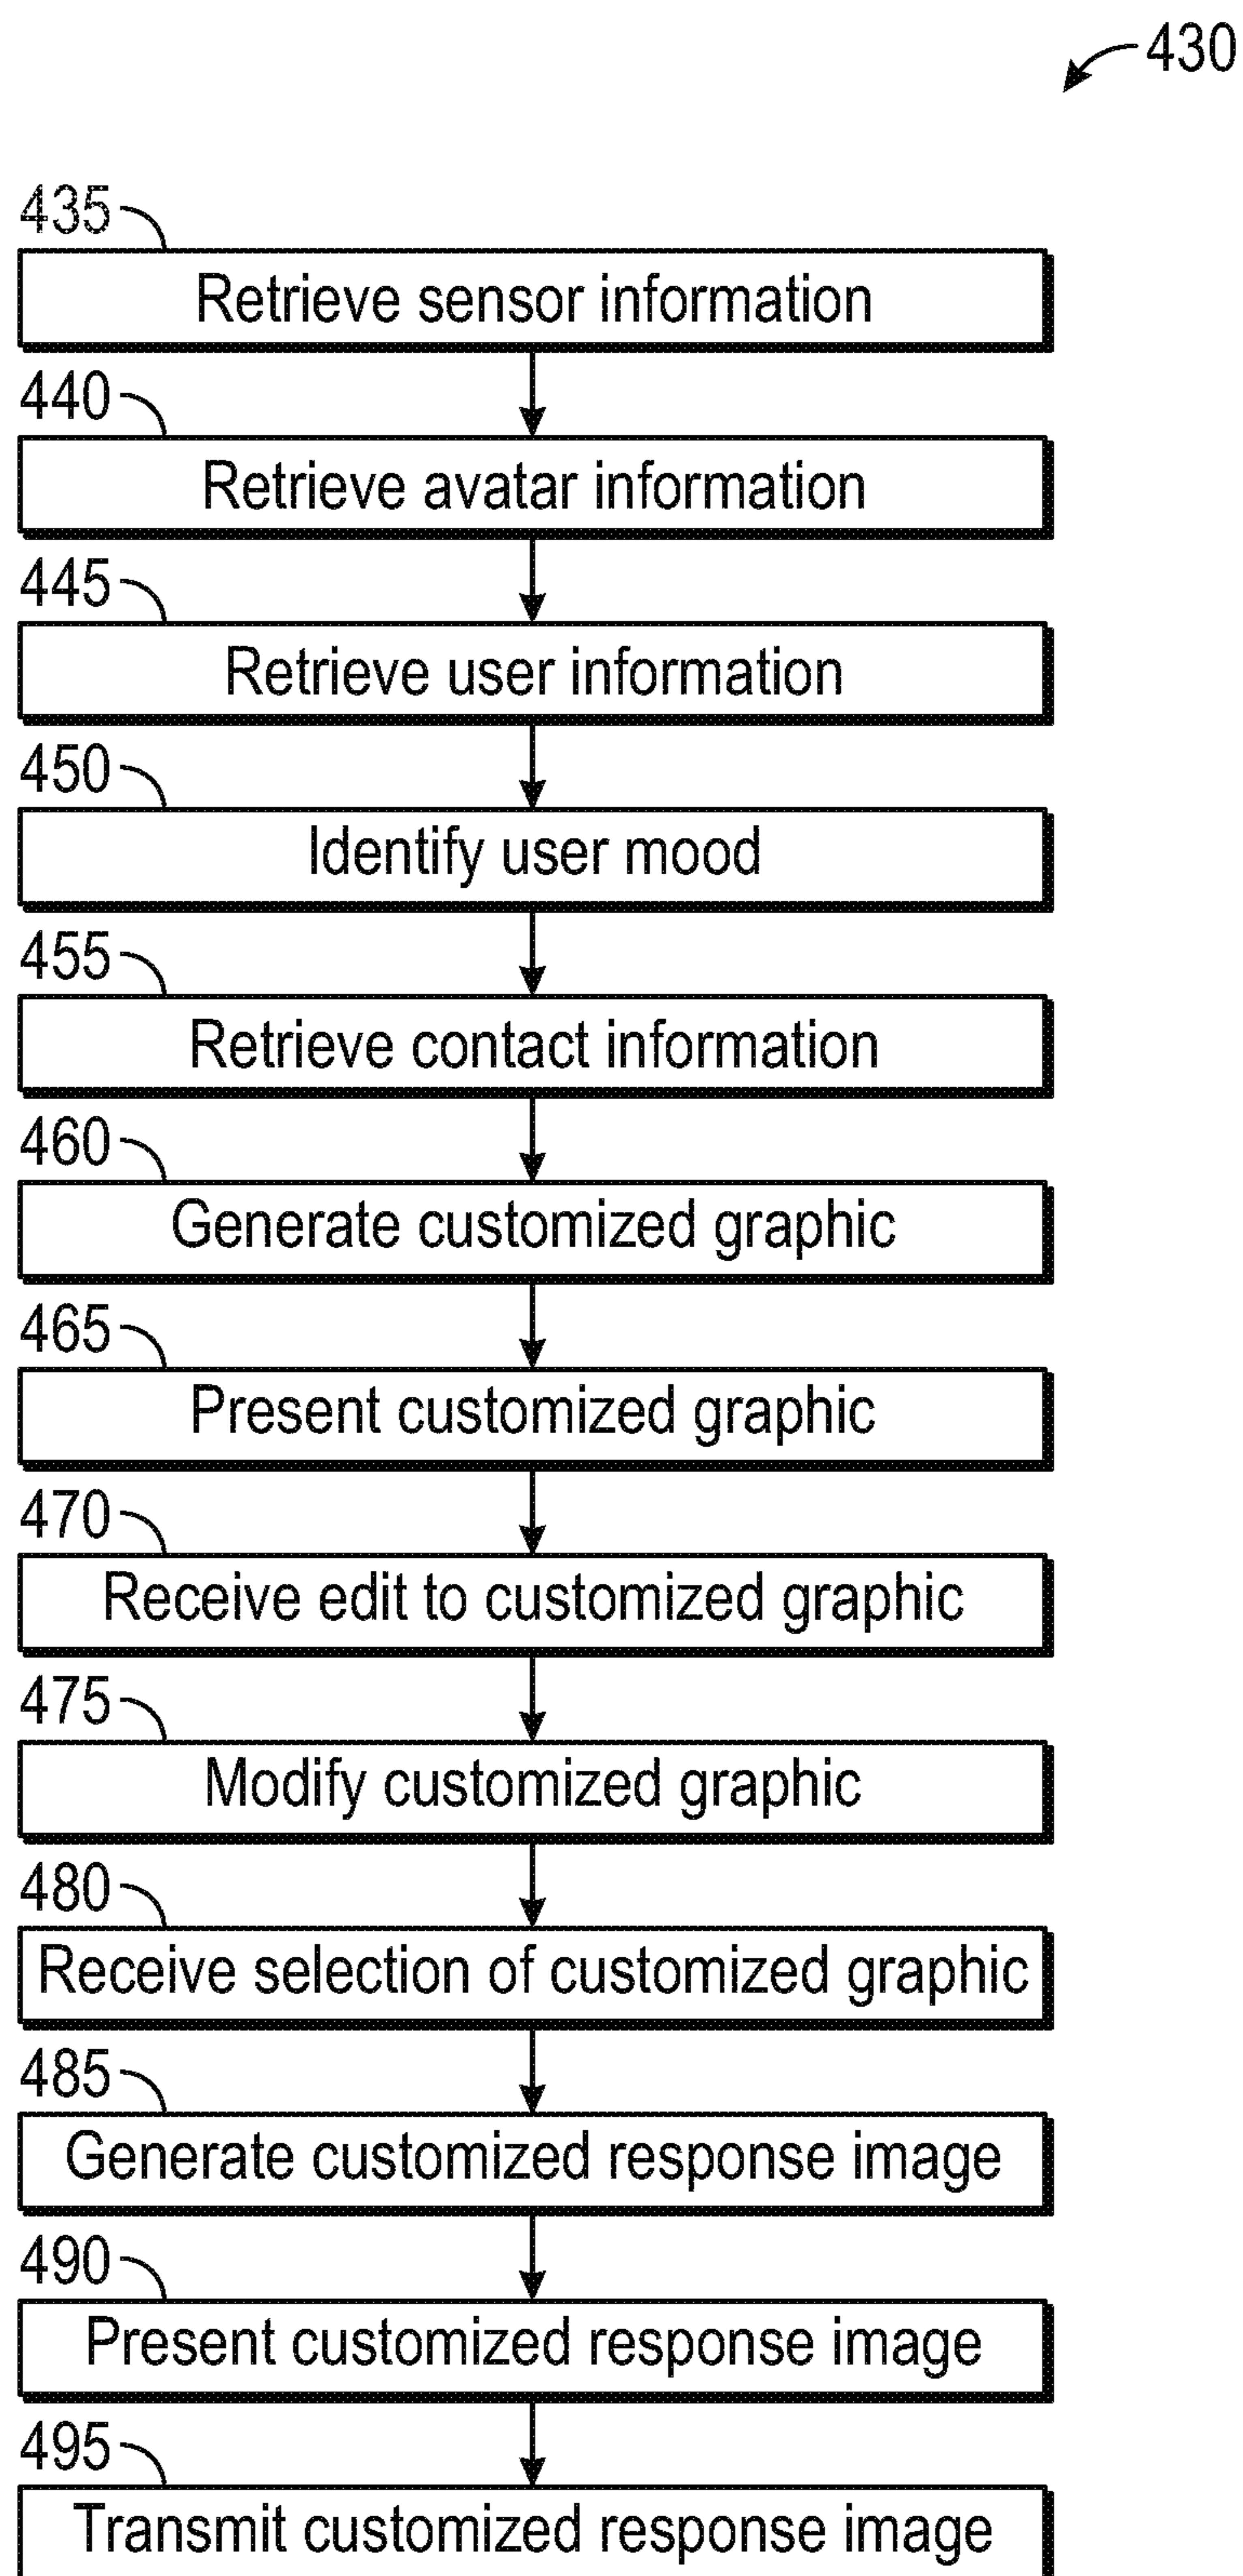 430
435
Retrieve sensor information
440
Retrieve avatar information
445
Retrieve user information
450
Identify user mood
455
Retrieve contact information
460
Generate customized graphic
465
Present customized graphic
470
Receive edit to customized graphic
475
Modify customized graphic
480
Receive selection of customized graphic
485
Generate customized response image
490
Present customized response image
495
Transmit customized response image